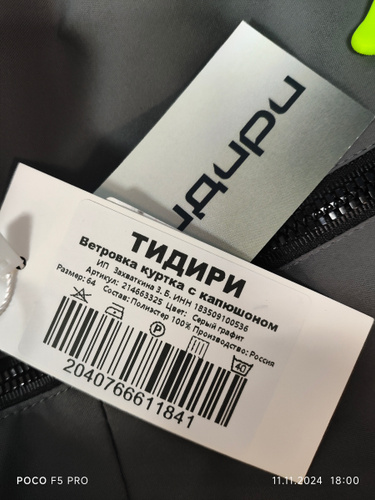 тидири
ТИДИРИ
Ветровка куртка с капюшоном
ИП Захваткина З. Б. ИНН 183509100536
Артикул: 214663325 Цвет: Серый графит
Размер: 64 Состав: Полиэстер 100% Производство: Россия
P
40°
2040766611841
POCO F5 PRO
11.11.2024 18:00